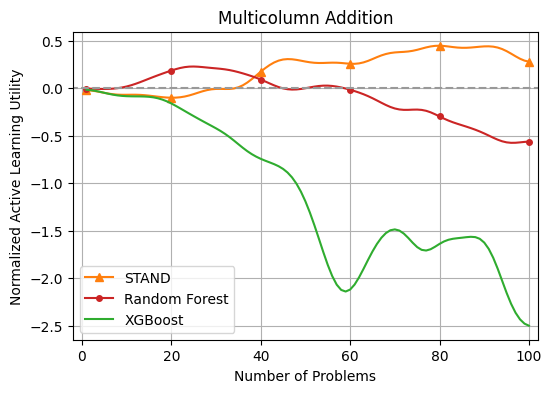 Multicolumn Addition
Normalized Active Learning Utility
0.5
0.0
-0.5
-1.0
-1.5
-2.0
-2.5
STAND
Random Forest
XGBoost
0 20 40 60 80 100
Number of Problems